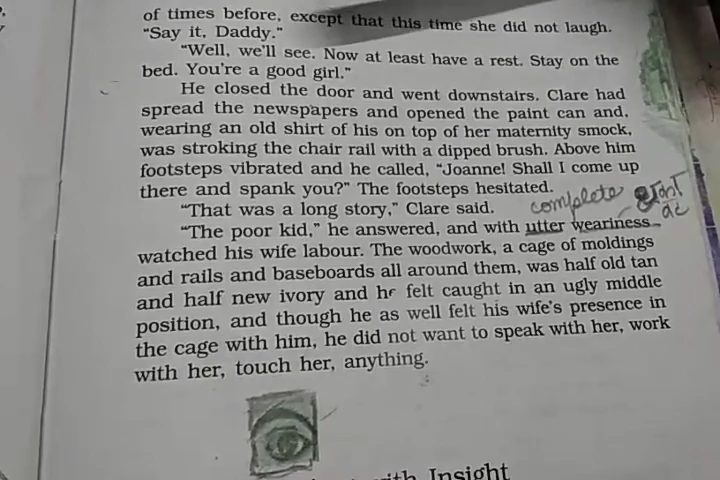 of times before, except that this time she did not laugh.
"Say it, Daddy."
"Well, we'll see. Now at least have a rest. Stay on the
bed. You're a good girl."
He closed the door and went downstairs. Clare had
spread the newspapers and opened the paint can and,
wearing an old shirt of his on top of her maternity smock,
was stroking the chair rail with a dipped brush. Above him
footsteps vibrated and he called, "Joanne! Shall I come up
there and spank you?" The footsteps hesitated.
"That was a long story," Clare said.
complete
"The poor kid," he answered, and with utter weariness
watched his wife labour. The woodwork, a cage of moldings
and rails and baseboards all around them, was half old tan
and half new ivory and he felt caught in an ugly middle
position, and though he as well felt his wife's presence in
the cage with him, he did not want to speak with her, work
with her, touch her, anything.
with Insight